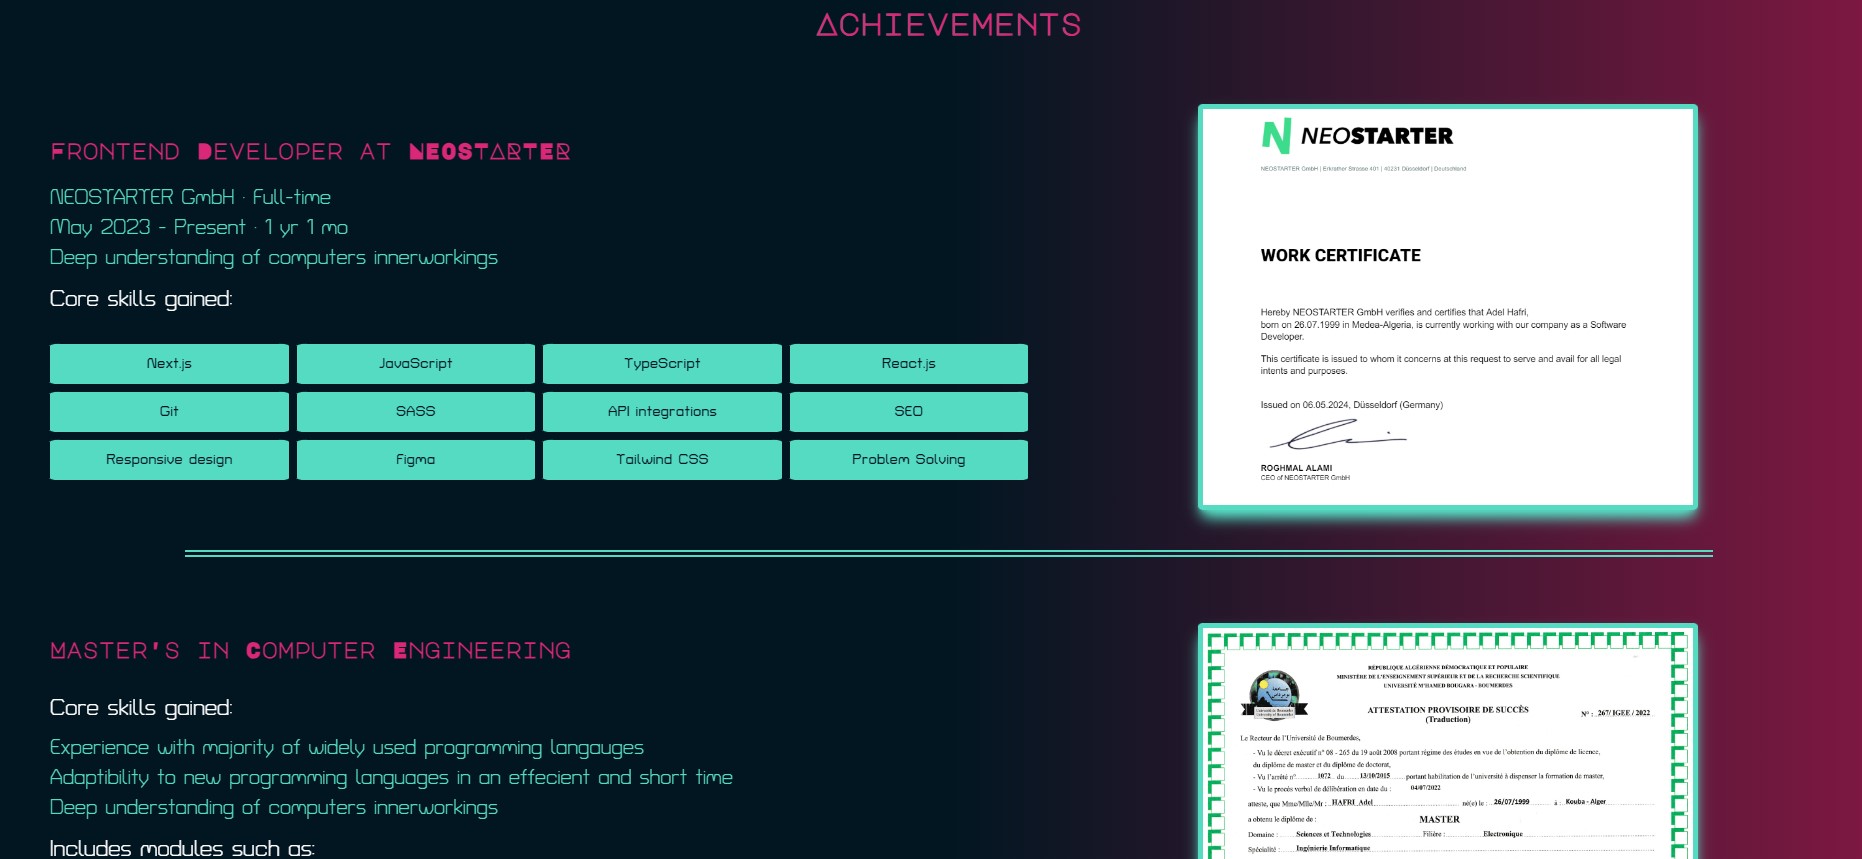 ACHIEVEMENTS
FRONTEND DEVELOPER AT NEOSTARTER
NEOSTARTER GmbH · Full-time
May 2023 - Present · 1 yr 1 mo
Deep understanding of computers innerworkings
Core skills gained:
Next.js
JavaScript
TypeScript
React.js
Git
SASS
API integrations
SEO
Responsive design
Figma
Tailwind CSS
Problem Solving
NEOSTARTER
NEOSTARTER GmbH | Erkrather Strasse 401 | 40231 Düsseldorf | Deutschland
WORK CERTIFICATE
Hereby NEOSTARTER GmbH verifies and certifies that Adel Hafri,
born on 26.07.1999 in Medea-Algeria, is currently working with our company as a Software
Developer.
This certificate is issued to whom it concerns at this request to serve and avail for all legal
intents and purposes.
Issued on 06.05.2024, Düsseldorf (Germany)
ROGHMAL ALAMI
CEO of NEOSTARTER GmbH
MASTER'S IN COMPUTER ENGINEERING
Core skills gained:
Experience with majority of widely used programming langauges
Adaptibility to new programming languages in an effecient and short time
Deep understanding of computers innerworkings
Includes modules such as:
RÉPUBLIQUE ALGÉRIENNE DÉMOCRATIQUE ET POPULAIRE
MINISTÈRE DE L'ENSEIGNEMENT SUPÉRIEUR ET DE LA RECHERCHE SCIENTIFIQUE
UNIVERSITÉ M'HAMED BOUGARA - BOUMERDES
ATTESTATION PROVISOIRE DE SUCCÈS
(Traduction)
N° : 267/ IGEE / 2022
Le Recteur de l'Université de Boumerdes,
- Vu le décret exécutif n° 08 - 265 du 19 août 2008 portant régime des études en vue de l'obtention du diplôme de licence,
du diplôme de master et du diplôme de doctorat,
- Vu l'arrêté n° 1072 du 13/10/2015 portant habilitation de l'université à dispenser la formation de master,
- Vu le procès verbal de délibération en date du : 04/07/2022
atteste, que Mme/Mlle/Mr : HAFRI Adel né(e) le : 26/07/1999 à : Kouba - Alger
a obtenu le diplôme de : MASTER
Domaine : Sciences et Technologies Filière : Electronique
Spécialité : Ingénierie Informatique